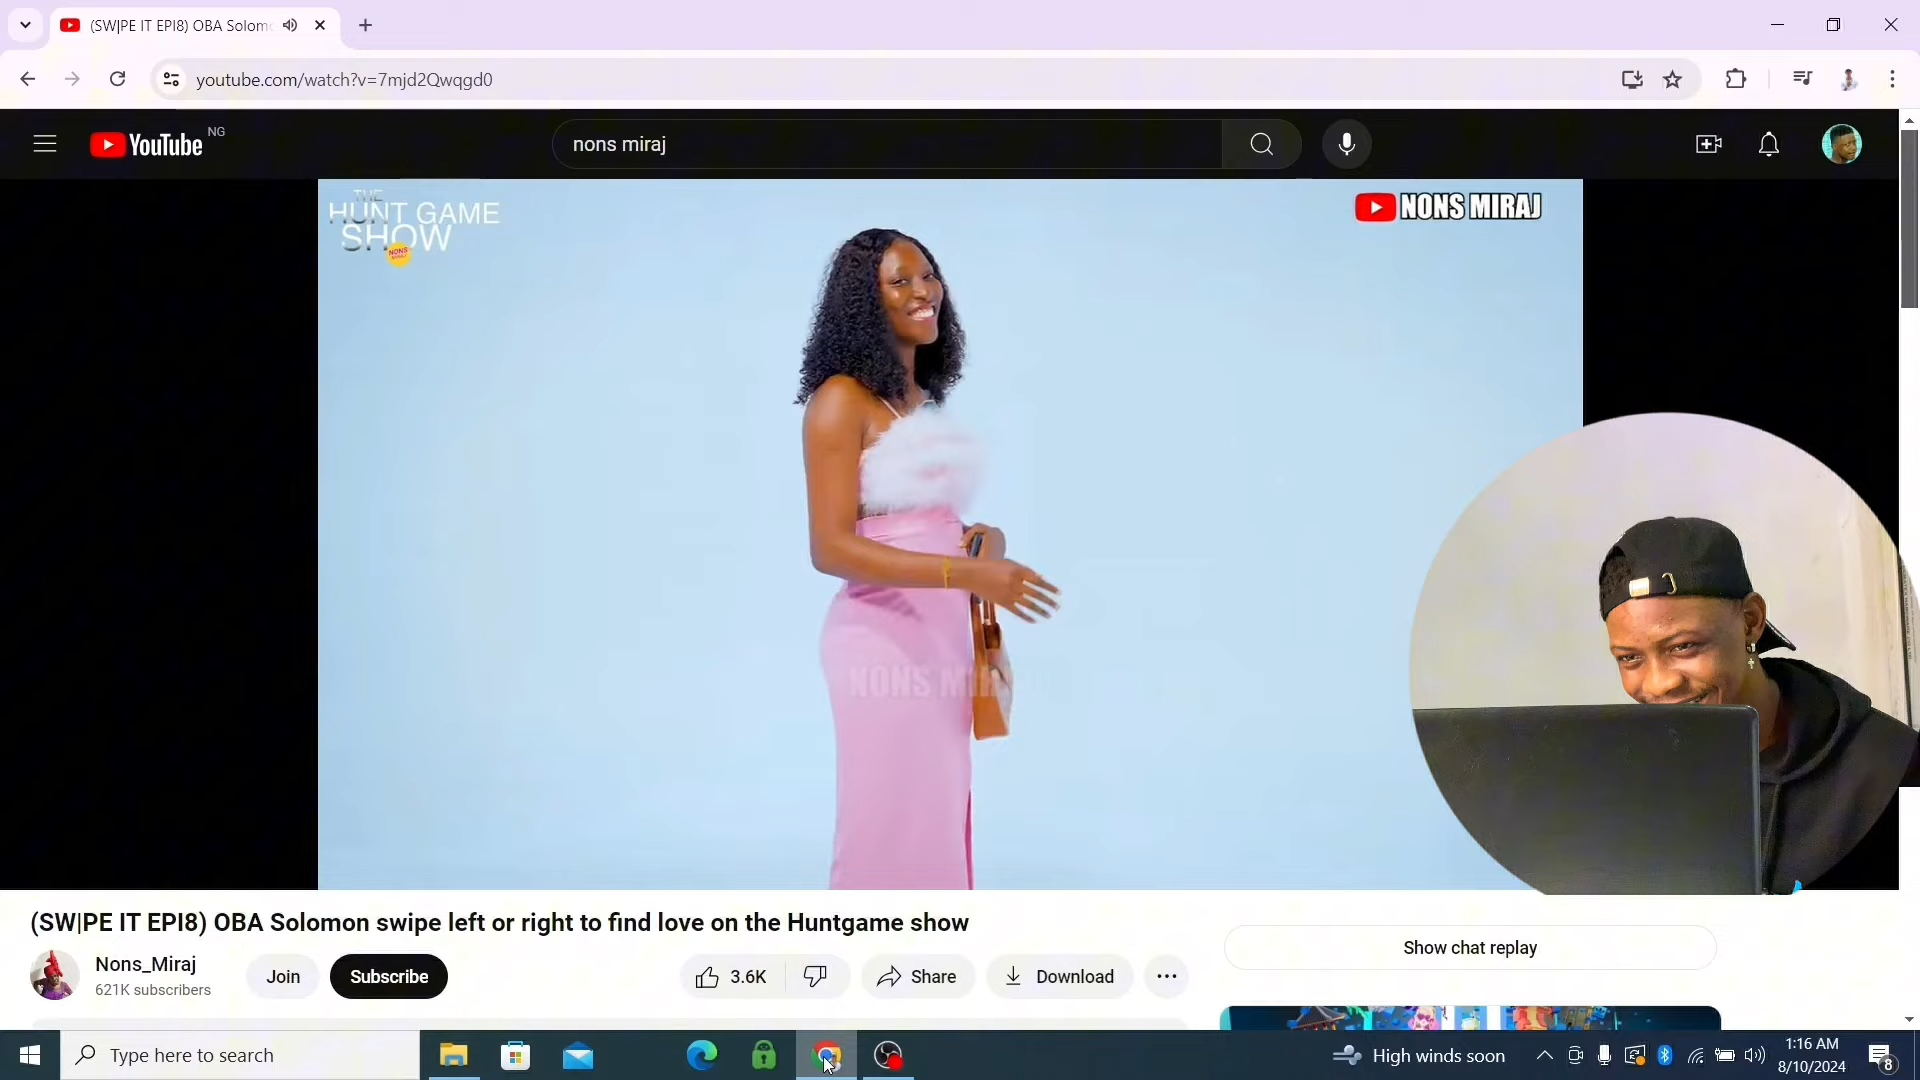 (SW|PE IT EPI8) OBA Solom
youtube.com/watch?v=7mjd2Qwqgd0
YouTube NG
nons miraj
THE
HUNT GAME
SHOW
NONS
NONS MIRAJ
NONS MIRA
(SW|PE IT EPI8) OBA Solomon swipe left or right to find love on the Huntgame show
Nons_Miraj
621K subscribers
Join
Subscribe
3.6K
Share
Download
Show chat replay
Type here to search
High winds soon
1:16 AM
8/10/2024
8